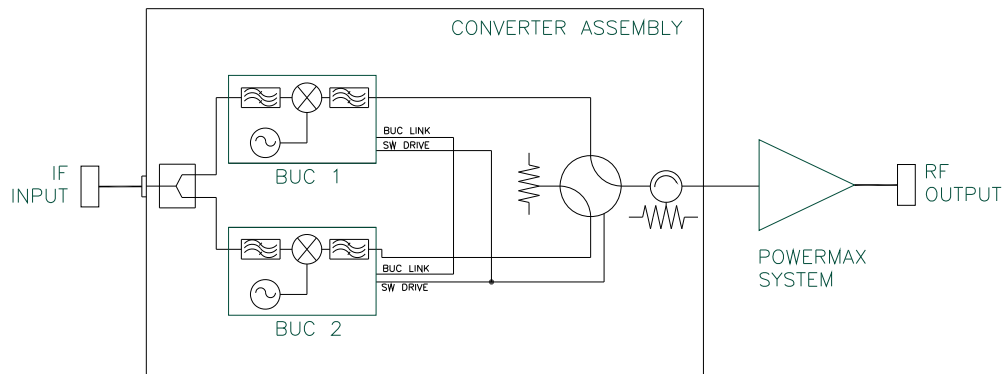 CONVERTER ASSEMBLY
BUC LINK
SW DRIVE
BUC 1
IF
INPUT
RF
OUTPUT
BUC LINK
SW DRIVE
BUC 2
POWERMAX
SYSTEM